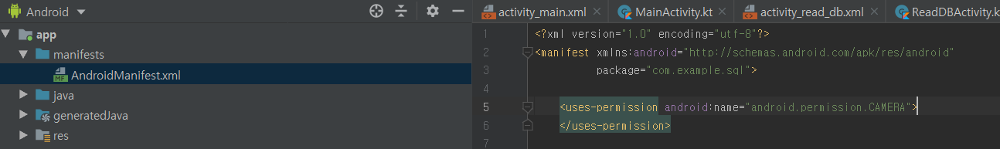 Android
app
manifests
AndroidManifest.xml
java
generatedJava
res
activity_main.xml
MainActivity.kt
activity_read_db.xml
ReadDBActivity.k
1 <?xml version="1.0" encoding="utf-8"?>
2 <manifest xmlns:android="http://schemas.android.com/apk/res/android"
3 package="com.example.sql">
4
5 <uses-permission android:name="android.permission.CAMERA">
6 </uses-permission>
7